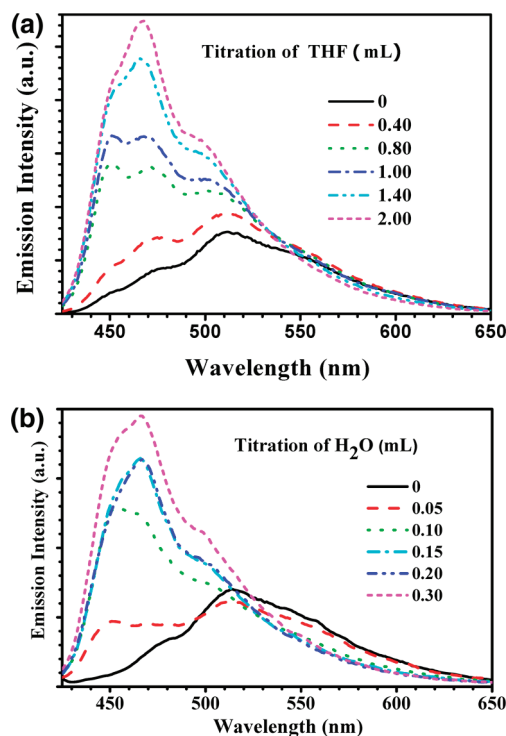 (a)
Titration of THF ( mL)
0
0.40
0.80
1.00
1.40
2.00
Emission Intensity (a.u.)
450 500 550 600 650
Wavelength (nm)
(b)
Titration of H₂O (mL)
0
0.05
0.10
0.15
0.20
0.30
Emission Intensity (a.u.)
450 500 550 600 650
Wavelength (nm)